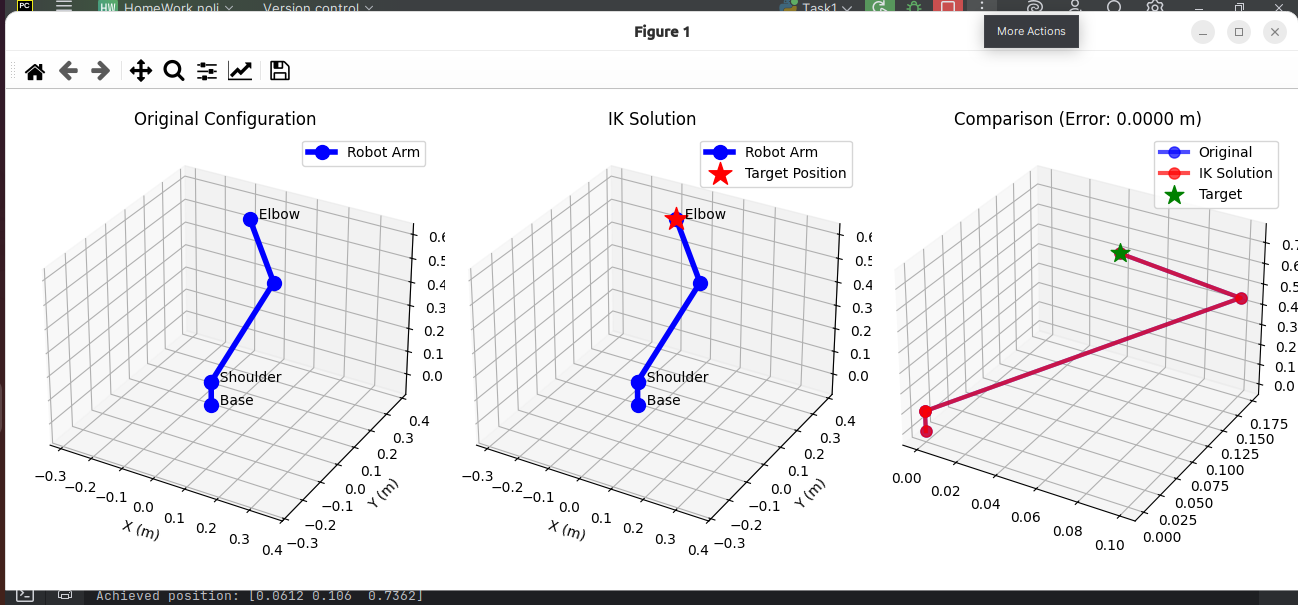 PC HW HomeWork noli Version control Task1
More Actions
Figure 1
Original Configuration
Robot Arm
Elbow
Shoulder
Base
0.6
0.5
0.4
0.3
0.2
0.1
0.0
−0.3
−0.2
−0.1
0.0
0.1
0.2
0.3
0.4
X (m)
0.4
0.3
0.2
0.1
0.0
−0.1
−0.2
−0.3
Y (m)
IK Solution
Robot Arm
Target Position
Elbow
Shoulder
Base
0.6
0.5
0.4
0.3
0.2
0.1
0.0
−0.3
−0.2
−0.1
0.0
0.1
0.2
0.3
0.4
X (m)
0.4
0.3
0.2
0.1
0.0
−0.1
−0.2
−0.3
Y (m)
Comparison (Error: 0.0000 m)
Original
IK Solution
Target
0.7
0.6
0.5
0.4
0.3
0.2
0.1
0.0
0.00
0.02
0.04
0.06
0.08
0.10
0.175
0.150
0.125
0.100
0.075
0.050
0.025
0.000
Achieved position: [0.0612 0.106  0.7362]